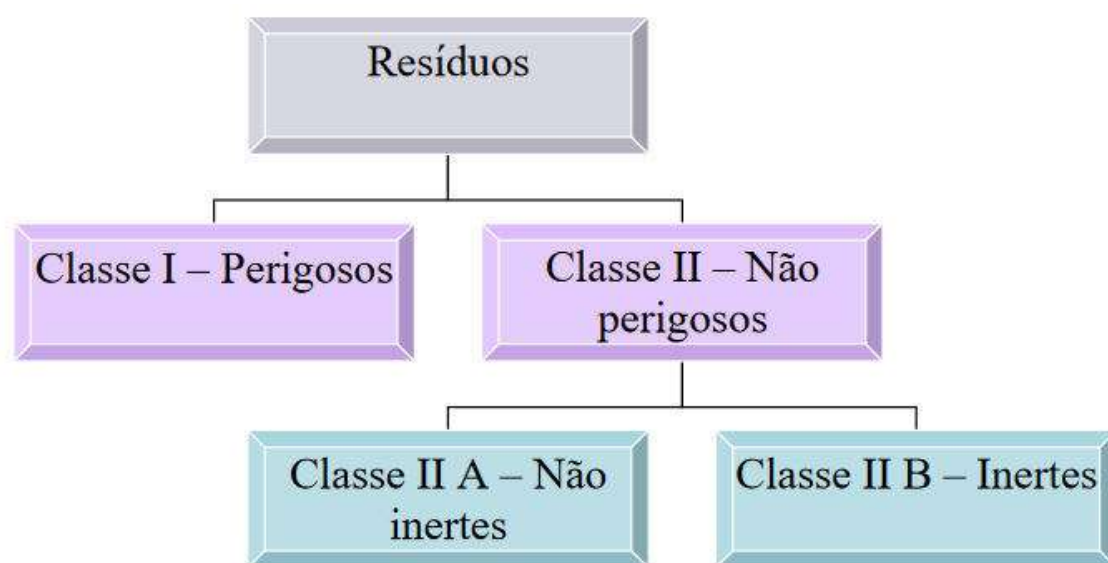 Resíduos
Classe I – Perigosos
Classe II – Não
perigosos
Classe II A – Não
inertes
Classe II B – Inertes